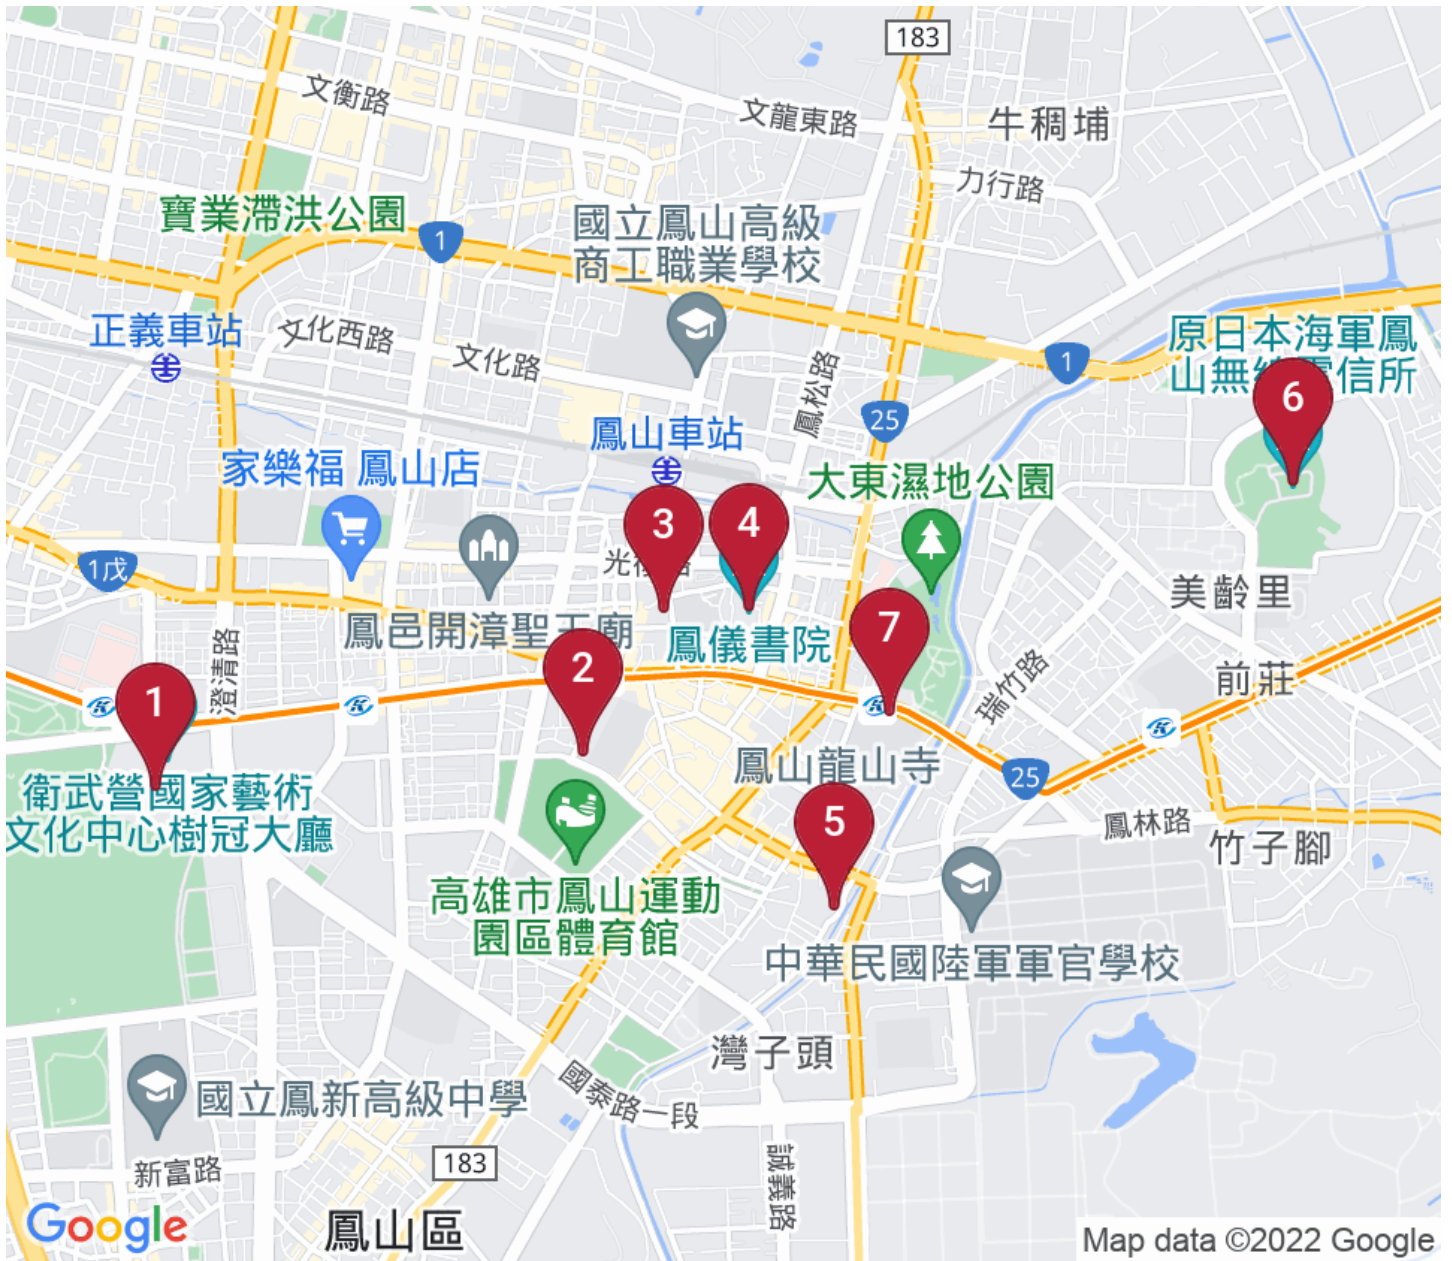 183
文衡路
文龍東路
牛稠埔
力行路
寶業滯洪公園
1
國立鳳山高級
商工職業學校
正義車站
文化西路
文化路
鳳松路
1
原日本海軍鳳
山無線電信所
6
25
鳳山車站
家樂福 鳳山店
大東濕地公園
3
4
1戊
光復路
美齡里
鳳邑開漳聖王廟
鳳儀書院
7
2
澄清路
前莊
瑞竹路
1
鳳山龍山寺
25
衛武營國家藝術
文化中心樹冠大廳
5
鳳林路
竹子腳
高雄市鳳山運動
園區體育館
中華民國陸軍軍官學校
灣子頭
國立鳳新高級中學
國泰路一段
183
新富路
誠義路
Google
鳳山區
Map data ©2022 Google